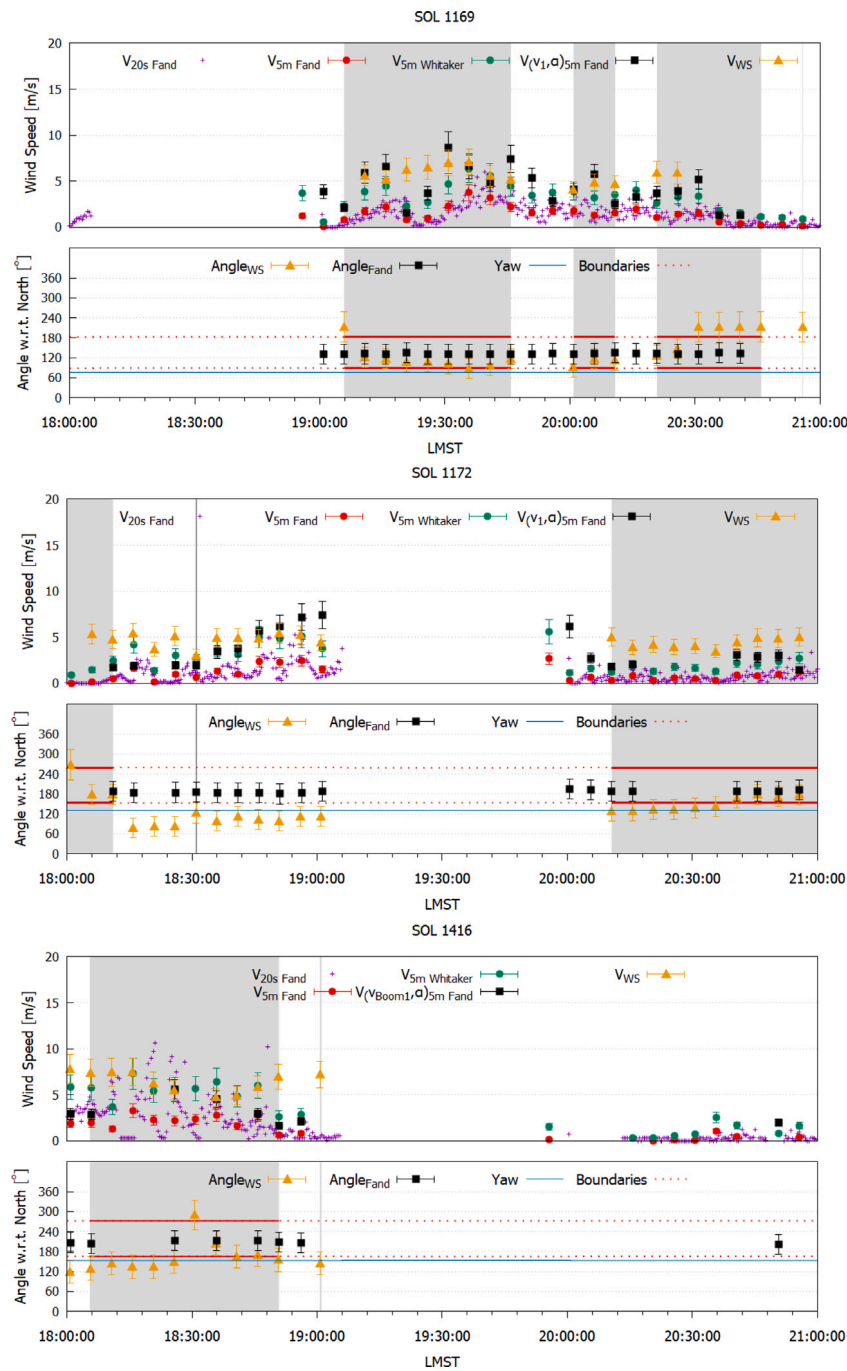 SOL 1169
20
15
10
5
0
Wind Speed [m/s]
V20s Fand V5m Fand V5m Whitaker V(v1,α)5m Fand VWS
360
300
240
180
120
60
0
Angle w.r.t. North [°]
AngleWS AngleFand Yaw Boundaries
18:00:00 18:30:00 19:00:00 19:30:00 20:00:00 20:30:00 21:00:00
LMST
SOL 1172
20
15
10
5
0
Wind Speed [m/s]
V20s Fand V5m Fand V5m Whitaker V(v1,α)5m Fand VWS
360
300
240
180
120
60
0
Angle w.r.t. North [°]
AngleWS AngleFand Yaw Boundaries
18:00:00 18:30:00 19:00:00 19:30:00 20:00:00 20:30:00 21:00:00
LMST
SOL 1416
20
15
10
5
0
Wind Speed [m/s]
V20s Fand V5m Whitaker VWS
V5m Fand V(vBoom1,α)5m Fand
360
300
240
180
120
60
0
Angle w.r.t. North [°]
AngleWS AngleFand Yaw Boundaries
18:00:00 18:30:00 19:00:00 19:30:00 20:00:00 20:30:00 21:00:00
LMST